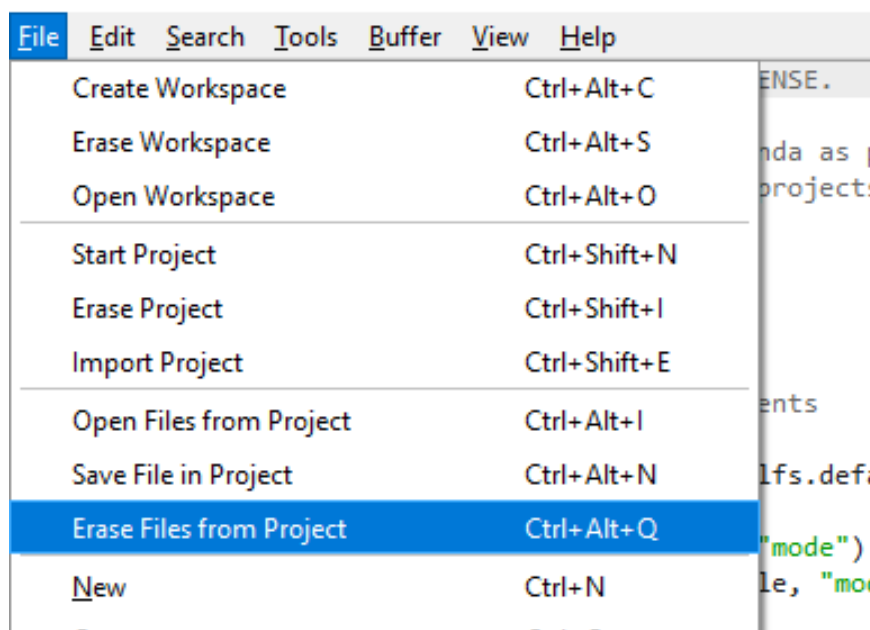 File Edit Search Tools Buffer View Help
Create Workspace Ctrl+Alt+C
ENSE.
Erase Workspace Ctrl+Alt+S
nda as
Open Workspace Ctrl+Alt+O
projects
Start Project Ctrl+Shift+N
Erase Project Ctrl+Shift+I
Import Project Ctrl+Shift+E
ents
Open Files from Project Ctrl+Alt+I
Save File in Project Ctrl+Alt+N
lfs.defa
Erase Files from Project Ctrl+Alt+Q
"mode")
New Ctrl+N
le, "mo